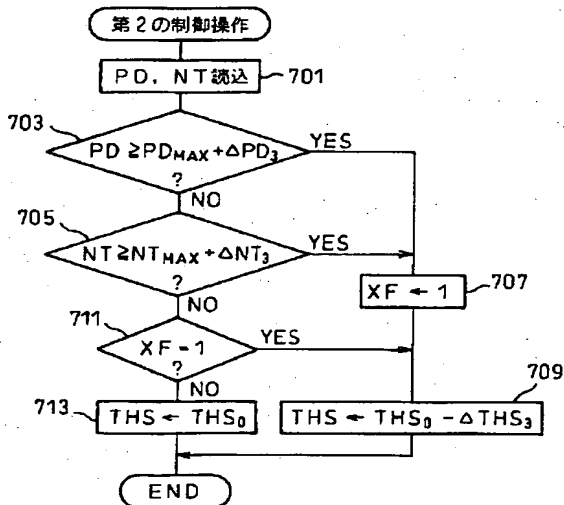 第2の制御操作
PD, NT読込
701
703
PD ≧ PDMAX + ΔPD3
?
YES
NO
705
NT ≧ NTMAX + ΔNT3
?
YES
NO
XF ← 1
707
711
XF = 1
?
YES
NO
713
THS ← THS0
709
THS ← THS0 - ΔTHS3
END